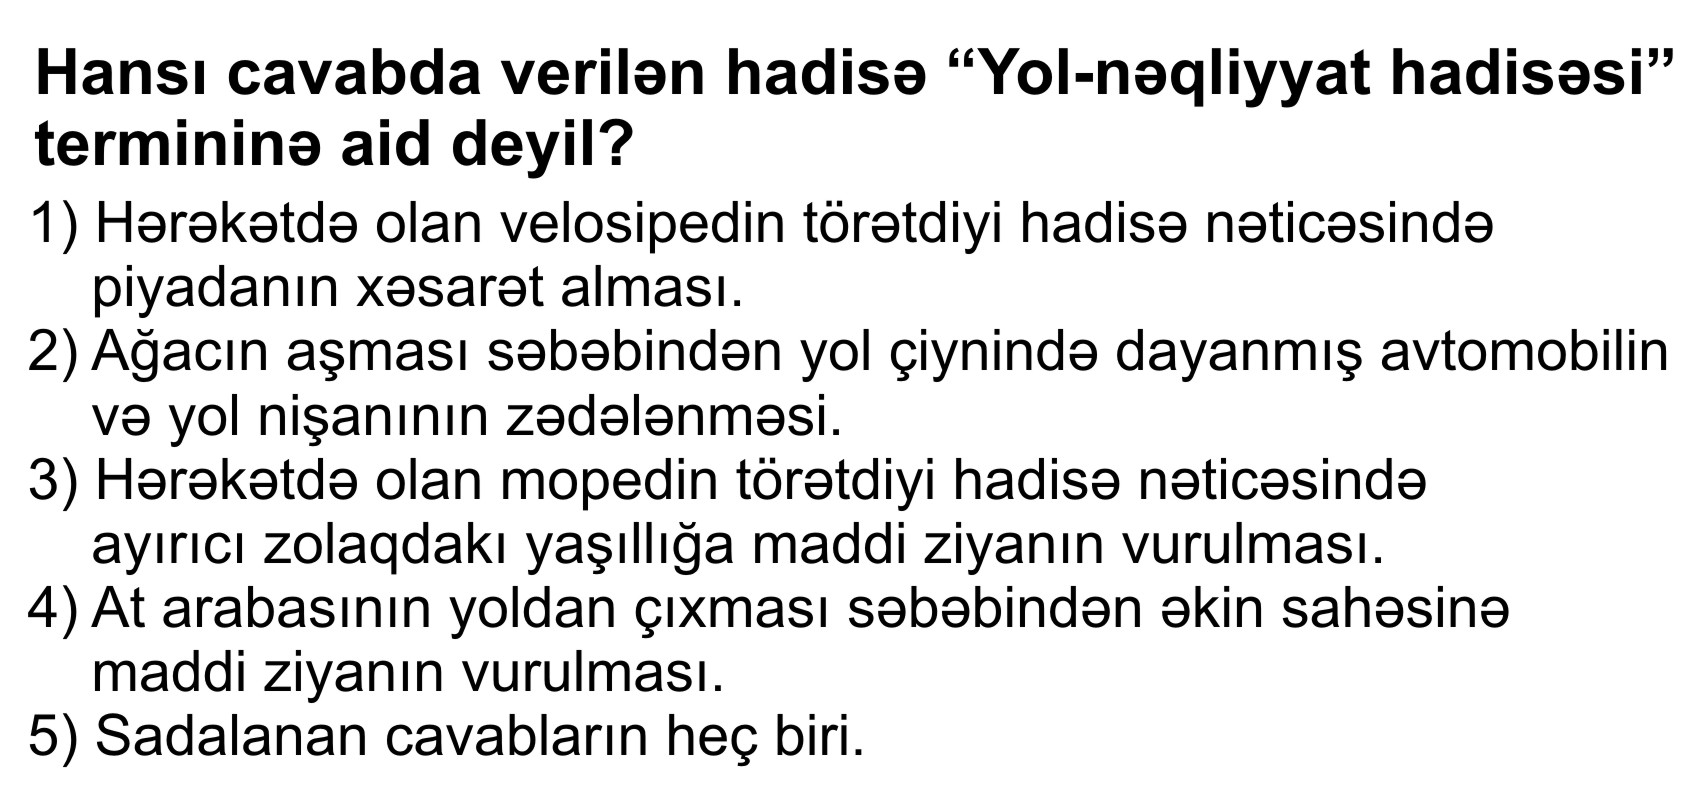 Hansı cavabda verilən hadisə “Yol-nəqliyyat hadisəsi”
termininə aid deyil?
1) Hərəkətdə olan velosipedin törətdiyi hadisə nəticəsində
piyadanın xəsarət alması.
2) Ağacın aşması səbəbindən yol çiynində dayanmış avtomobilin
və yol nişanının zədələnməsi.
3) Hərəkətdə olan mopedin törətdiyi hadisə nəticəsində
ayırıcı zolaqdakı yaşıllığa maddi ziyanın vurulması.
4) At arabasının yoldan çıxması səbəbindən əkin sahəsinə
maddi ziyanın vurulması.
5) Sadalanan cavabların heç biri.